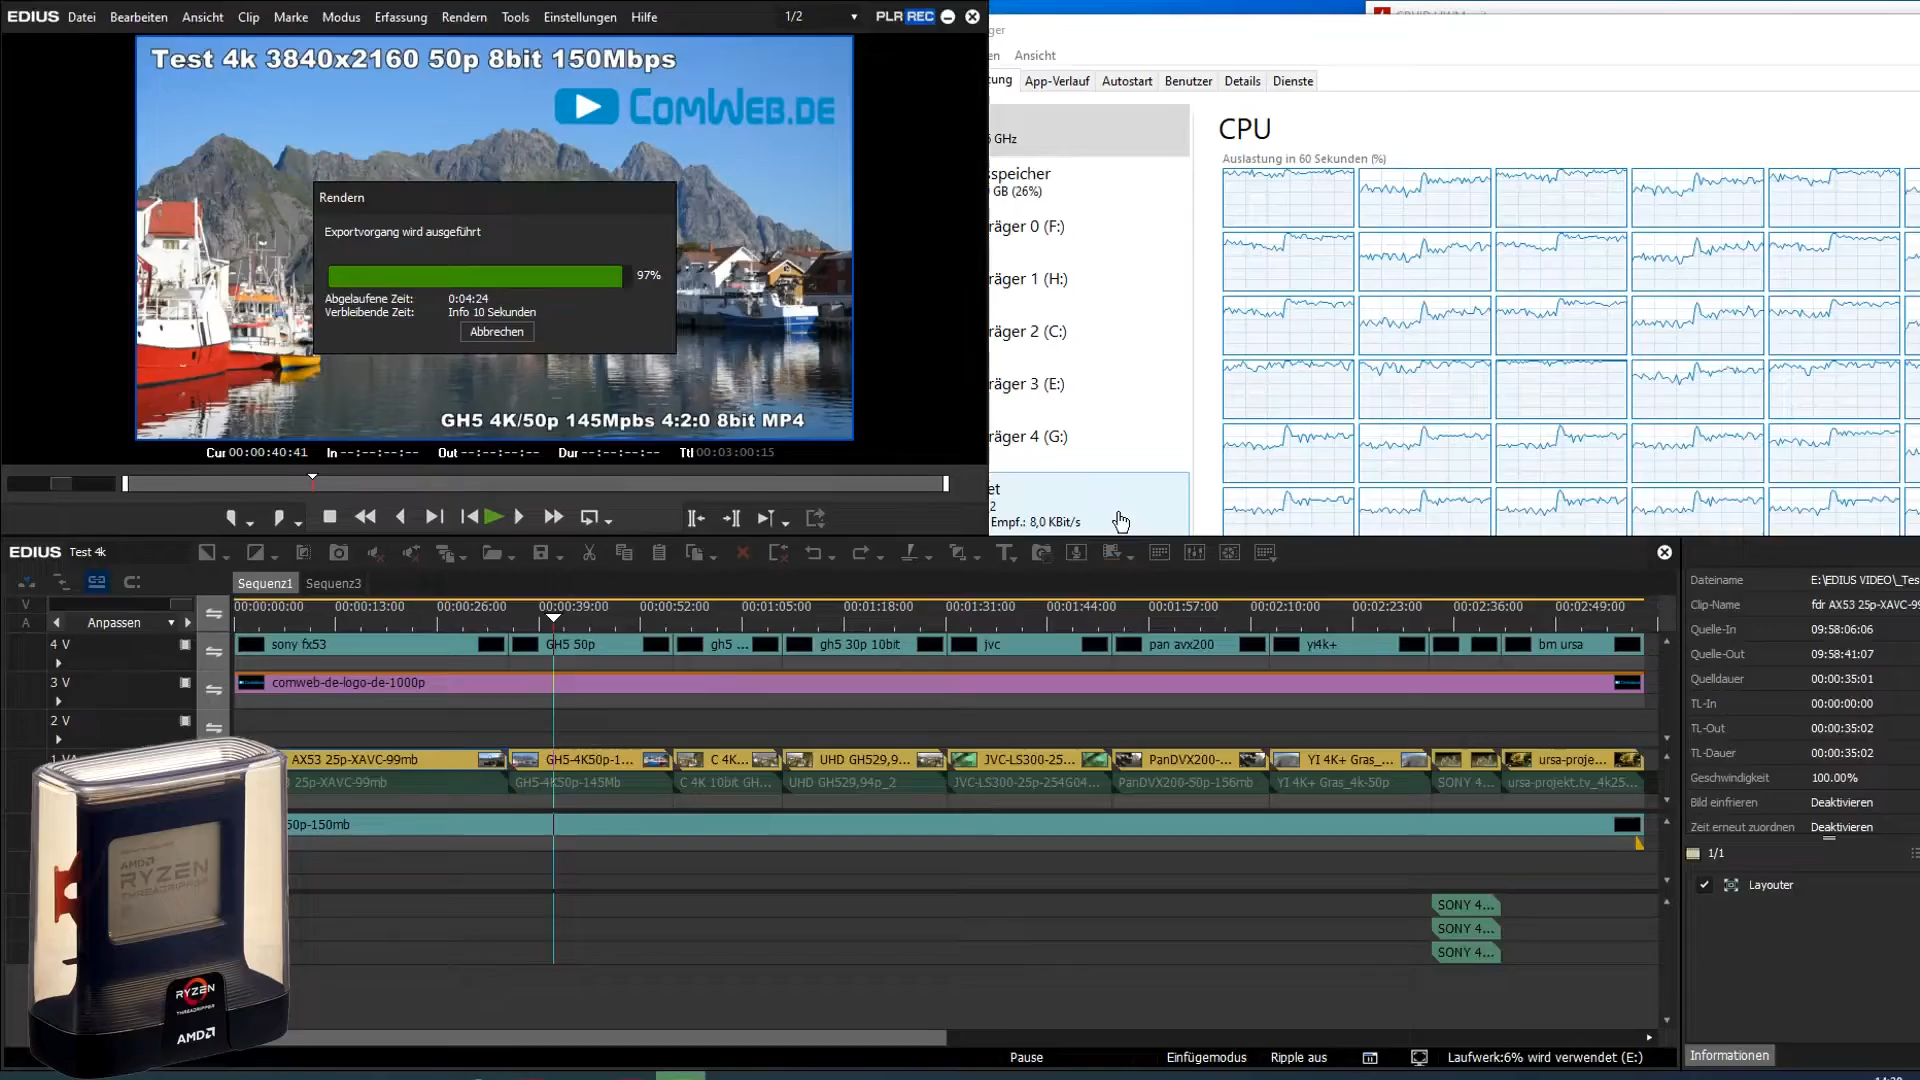 EDIUS Datei Bearbeiten Ansicht Clip Marke Modus Erfassung Rendern Tools Einstellungen Hilfe 1/2 PLR REC
Test 4k 3840x2160 50p 8bit 150Mbps
ComWeb.de
Rendern
Exportvorgang wird ausgeführt
97%
Abgelaufene Zeit: 0:04:24
Verbleibende Zeit: Info 10 Sekunden
Abbrechen
GH5 4K/50p 145Mpbs 4:2:0 8bit MP4
Cur 00:00:40:41 In --:--:--:-- Out --:--:--:-- Dur --:--:--:-- Ttl 00:03:00:15
ger
en Ansicht
tung App-Verlauf Autostart Benutzer Details Dienste
GHz
sspeicher
GB (26%)
räger 0 (F:)
räger 1 (H:)
räger 2 (C:)
räger 3 (E:)
räger 4 (G:)
et
2
Empf.: 8,0 KBit/s
CPU
Auslastung in 60 Sekunden (%)
EDIUS Test 4k
Sequenz1 Sequenz3
V
A
Anpassen
00:00:00:00 00:00:13:00 00:00:26:00 00:00:39:00 00:00:52:00 00:01:05:00 00:01:18:00 00:01:31:00 00:01:44:00 00:01:57:00 00:02:10:00 00:02:23:00 00:02:36:00 00:02:49:00
4 V sony fx53 GH5 50p gh5 ... gh5 30p 10bit jvc pan avx200 yi4k+ bm ursa
3 V comweb-de-logo-de-1000p
2 V
AX53 25p-XAVC-99mb GH5-4K50p-1... C 4K... UHD GH529,9... JVC-LS300-25... PanDVX200-... YI 4K+ Gras_... ursa-proje...
25p-XAVC-99mb GH5-4K50p-145Mb C 4K 10bit GH... UHD GH529,94p_2 JVC-LS300-25p-254G04... PanDVX200-50p-156mb YI 4K+ Gras_4k-50p SONY 4... ursa-projekt.tv_4k25...
50p-150mb
SONY 4...
SONY 4...
SONY 4...
AMD
RYZEN
THREADRIPPER
RYZEN
THREADRIPPER
AMD
Dateiname E:\EDIUS VIDEO\_Tes
Clip-Name fdr AX53 25p-XAVC-99
Quelle-In 09:58:06:06
Quelle-Out 09:58:41:07
Quelldauer 00:00:35:01
TL-In 00:00:00:00
TL-Out 00:00:35:02
TL-Dauer 00:00:35:02
Geschwindigkeit 100.00%
Bild einfrieren Deaktivieren
Zeit erneut zuordnen Deaktivieren
1/1
Layouter
Informationen
Pause Einfügemodus Ripple aus Laufwerk:6% wird verwendet (E:)